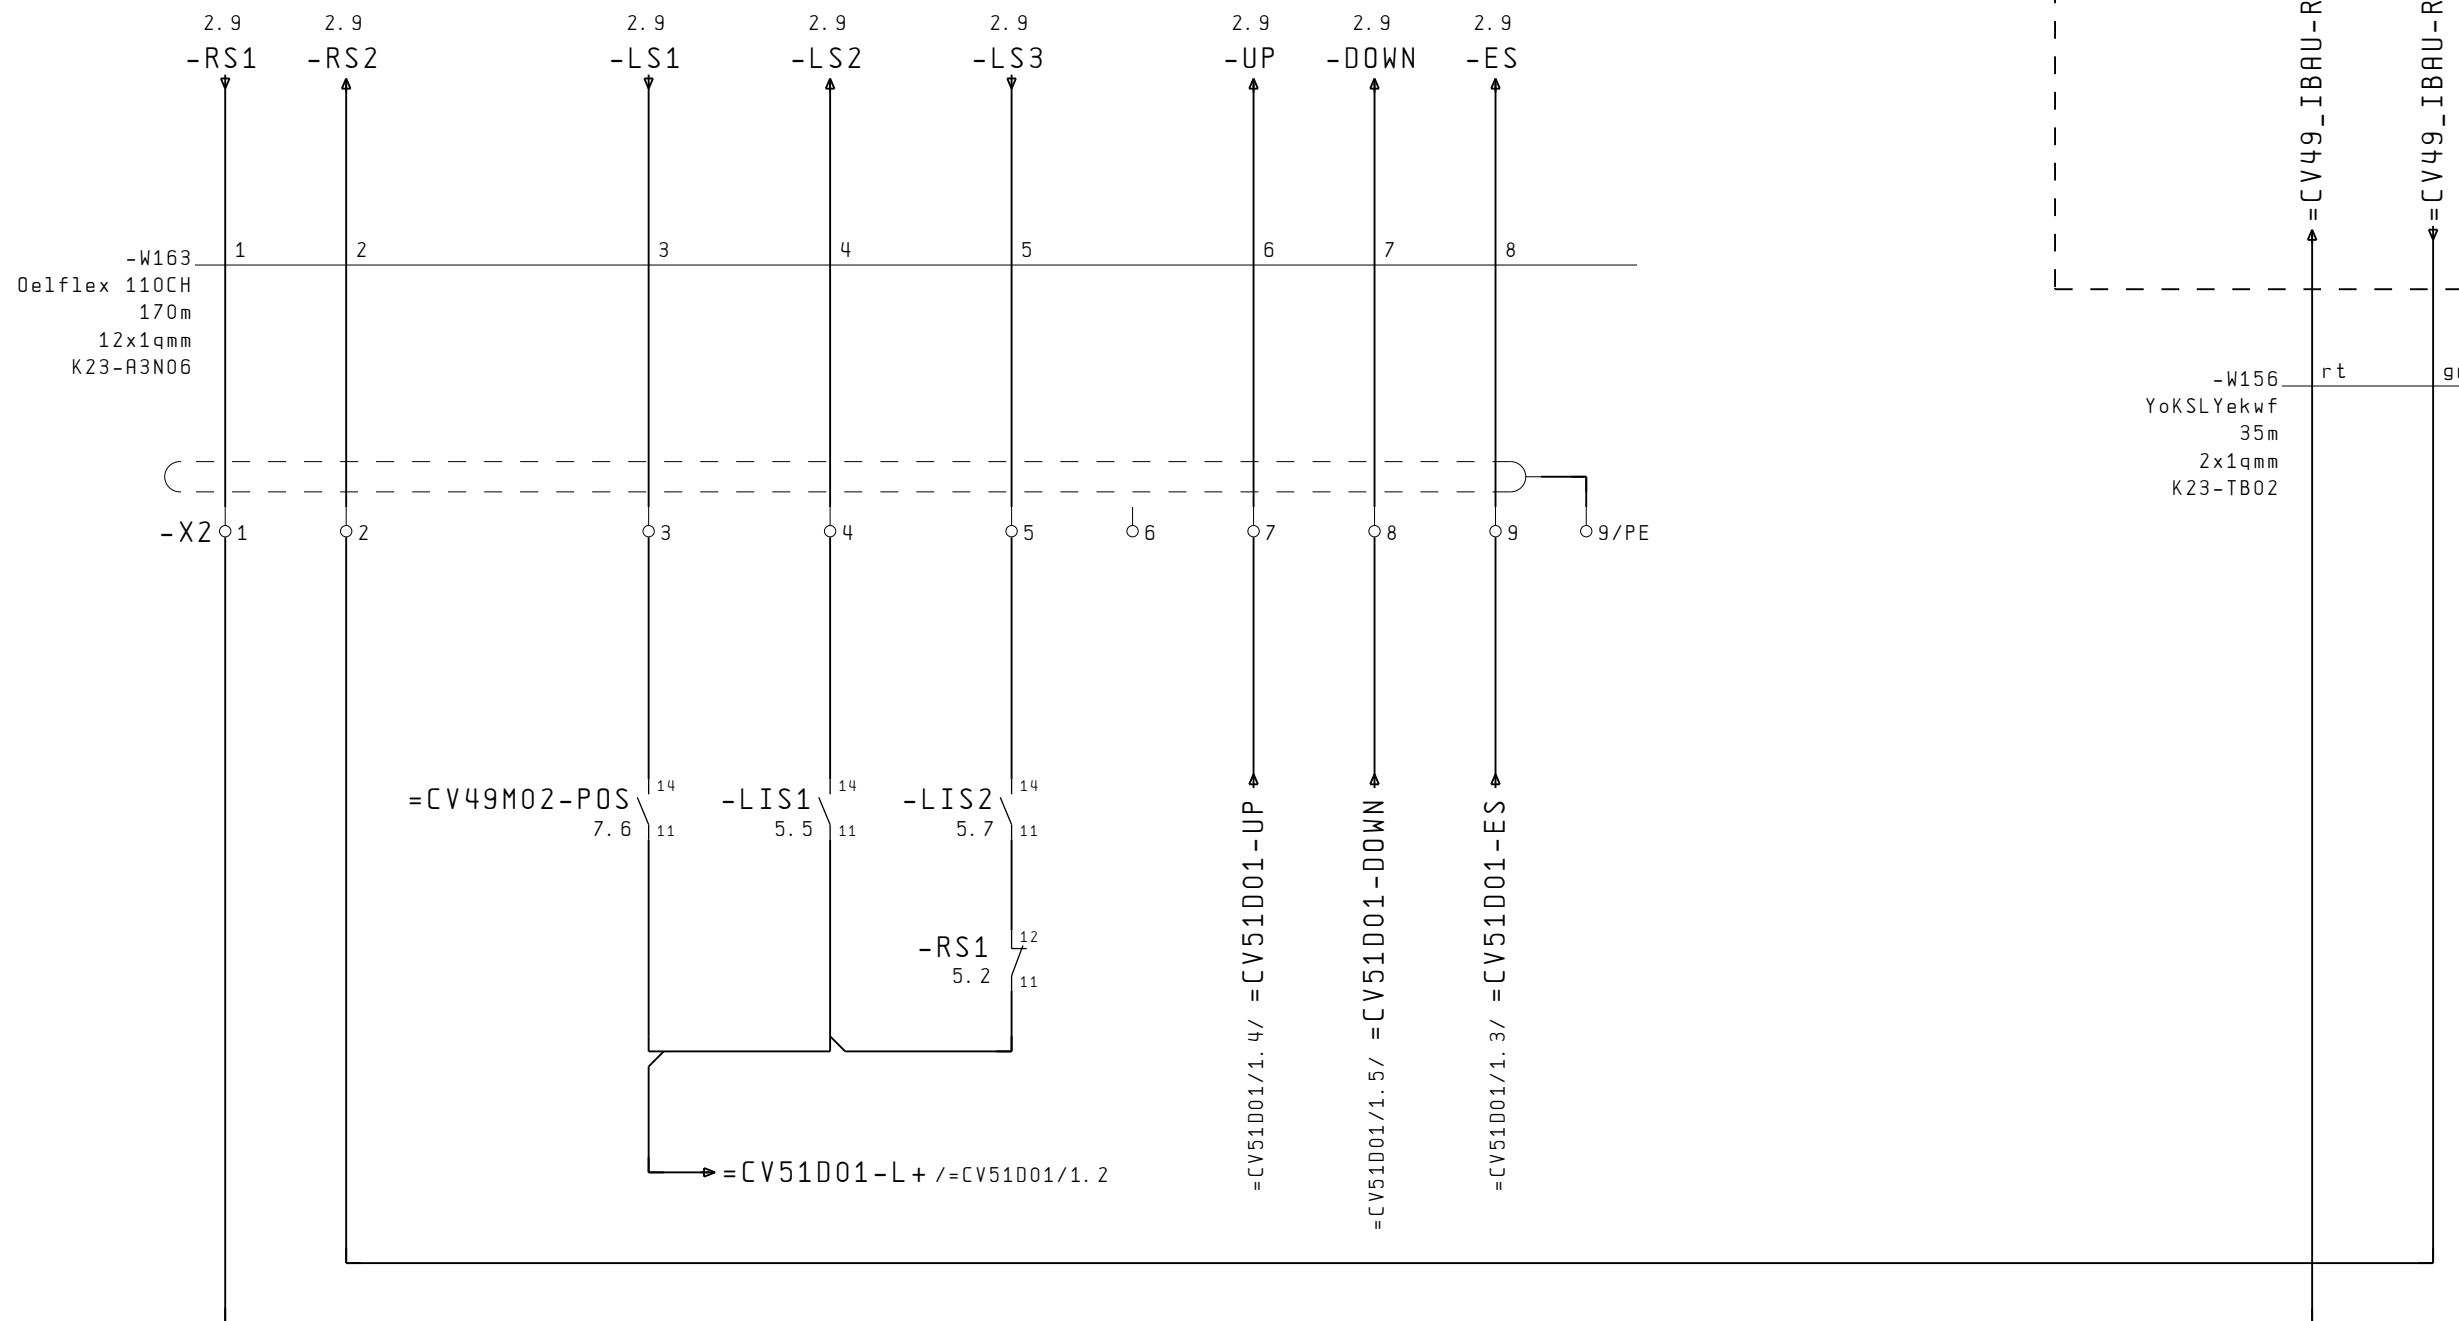 2.9 2.9 2.9 2.9 2.9 2.9 2.9 2.9
-RS1 -RS2 -LS1 -LS2 -LS3 -UP -DOWN -ES
=CV49_IBAU-R
=CV49_IBAU-R
-W163 1 2 3 4 5 6 7 8
Oelflex 110CH
170m
12x1qmm
K23-A3N06
-W156 rt
YoKSLYekwf
35m
2x1qmm
K23-TB02
-X2 1 2 3 4 5 6 7 8 9 9/PE
14 14 14
=CV49M02-POS -LIS1 -LIS2
7.6 11 5.5 11 5.7 11
12
-RS1
5.2 11
=CV51D01/1.4/ =CV51D01-UP
=CV51D01/1.5/ =CV51D01-DOWN
=CV51D01/1.3/ =CV51D01-ES
=CV51D01-L+ /=CV51D01/1.2